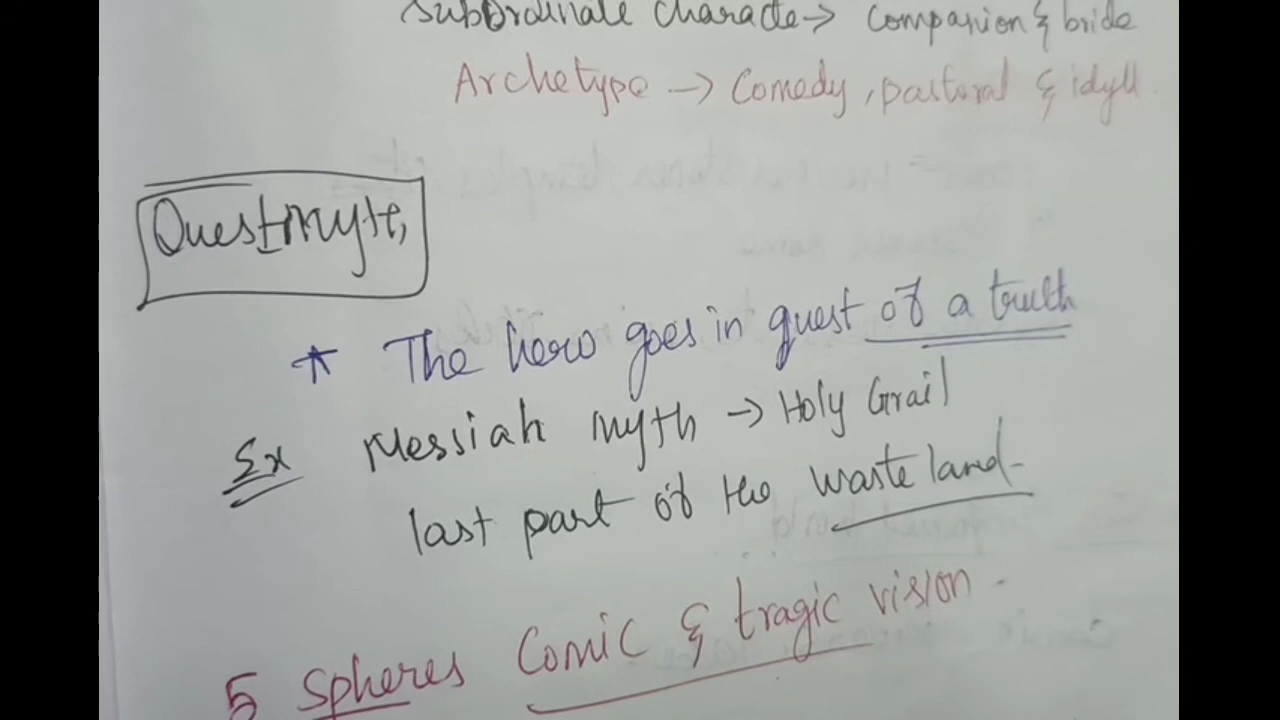 Subordinate characte → Companion & bride
Archetype → Comedy, pastoral & idyll
Quest myth
* The hero goes in quest of a truth
Ex Messiah myth → Holy Grail
last part of the waste land
5 Spheres Comic & tragic vision